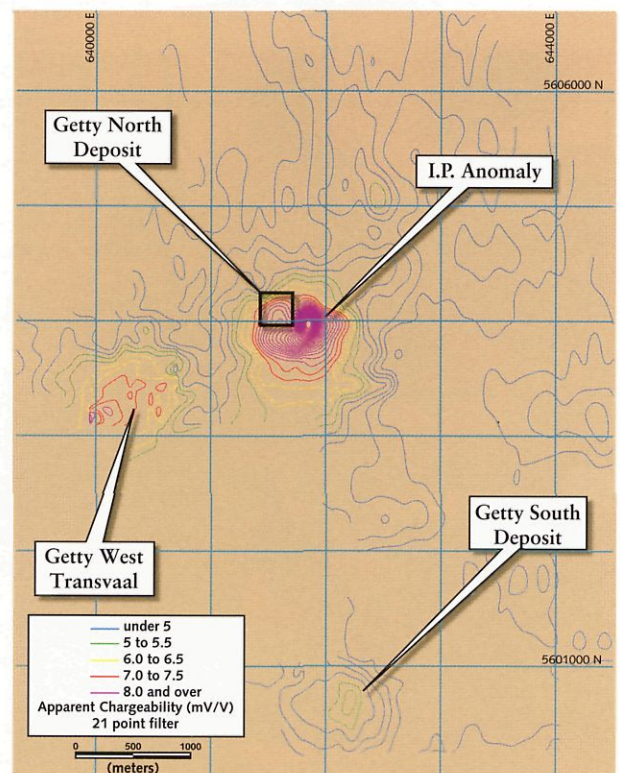 640000 E
644000 E
5606000 N
Getty North
Deposit
I.P. Anomaly
Getty South
Deposit
Getty West
Transvaal
5601000 N
under 5
5 to 5.5
6.0 to 6.5
7.0 to 7.5
8.0 and over
Apparent Chargeability (mV/V)
21 point filter
0 500 1000
(meters)